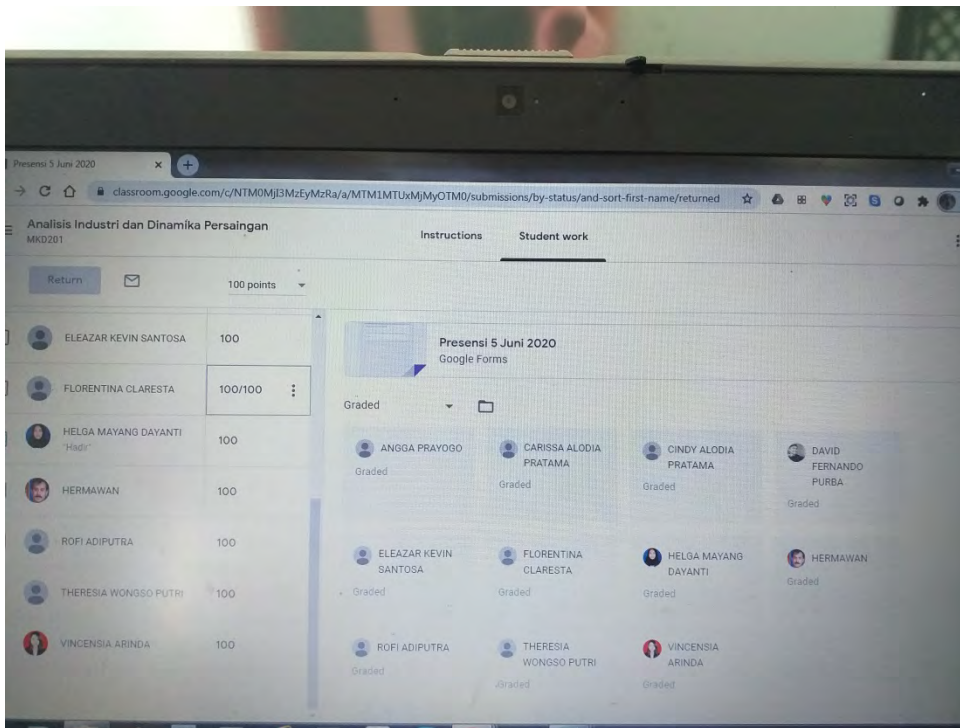 Presensi 5 Juni 2020
classroom.google.com/c/NTM0MjI3MzEyMzRa/a/MTM1MTUxMjMyOTM0/submissions/by-status/and-sort-first-name/returned
Analisis Industri dan Dinamika Persaingan
MKD201
Instructions
Student work
Return
100 points
ELEAZAR KEVIN SANTOSA
100
FLORENTINA CLARESTA
100/100
HELGA MAYANG DAYANTI
100
"Hadir"
HERMAWAN
100
ROFI ADIPUTRA
100
THERESIA WONGSO PUTRI
100
VINCENSIA ARINDA
100
Presensi 5 Juni 2020
Google Forms
Graded
ANGGA PRAYOGO
Graded
CARISSA ALODIA
PRATAMA
Graded
CINDY ALODIA
PRATAMA
Graded
DAVID
FERNANDO
PURBA
Graded
ELEAZAR KEVIN
SANTOSA
Graded
FLORENTINA
CLARESTA
Graded
HELGA MAYANG
DAYANTI
Graded
HERMAWAN
Graded
ROFI ADIPUTRA
Graded
THERESIA
WONGSO PUTRI
Graded
VINCENSIA
ARINDA
Graded